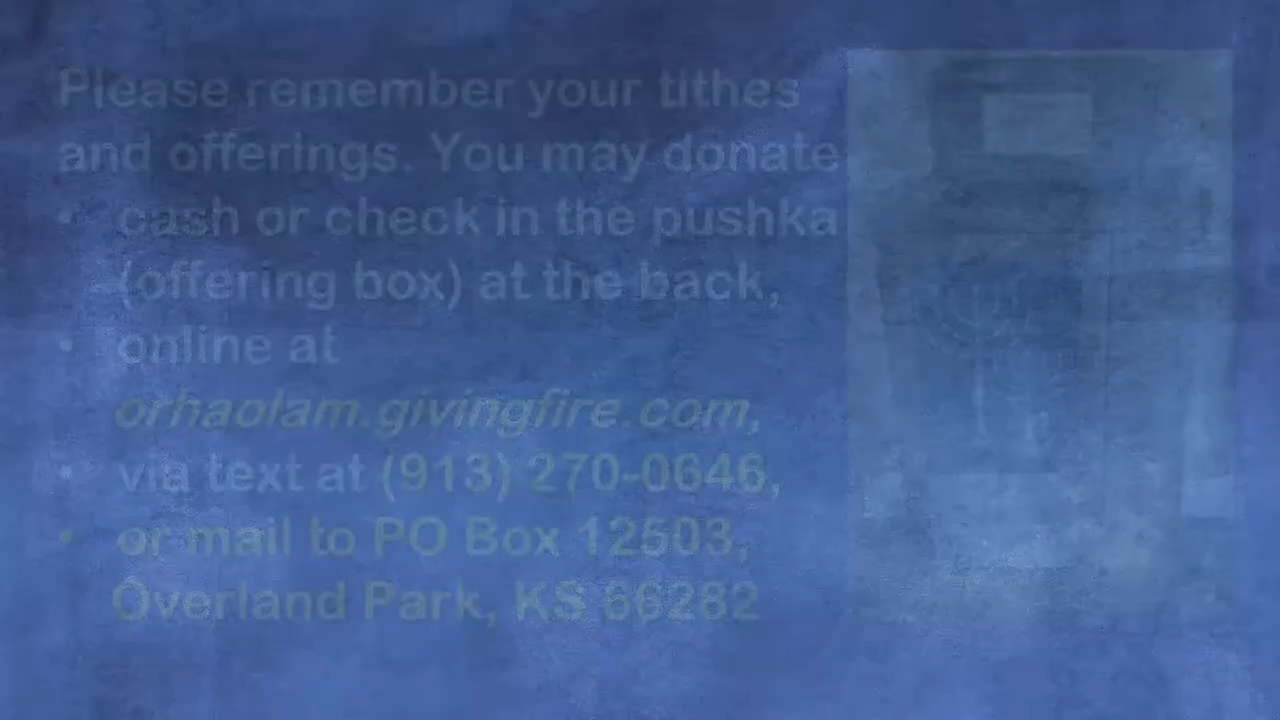 Please remember your tithes
and offerings. You may donate
• cash or check in the pushka
(offering box) at the back,
• online at
orhaolam.givingfire.com,
• via text at (913) 270-0646,
• or mail to PO Box 12503,
Overland Park, KS 66282